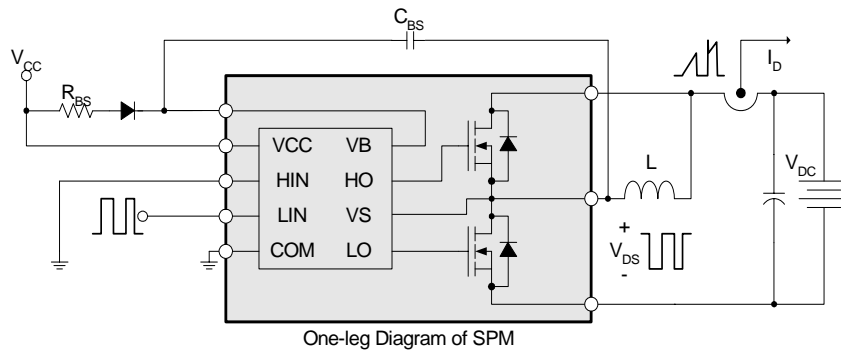 C_BS
V_CC
R_BS
I_D
VCC VB
HIN HO
LIN VS
COM LO
L
V_DC
+
V_DS
-
One-leg Diagram of SPM